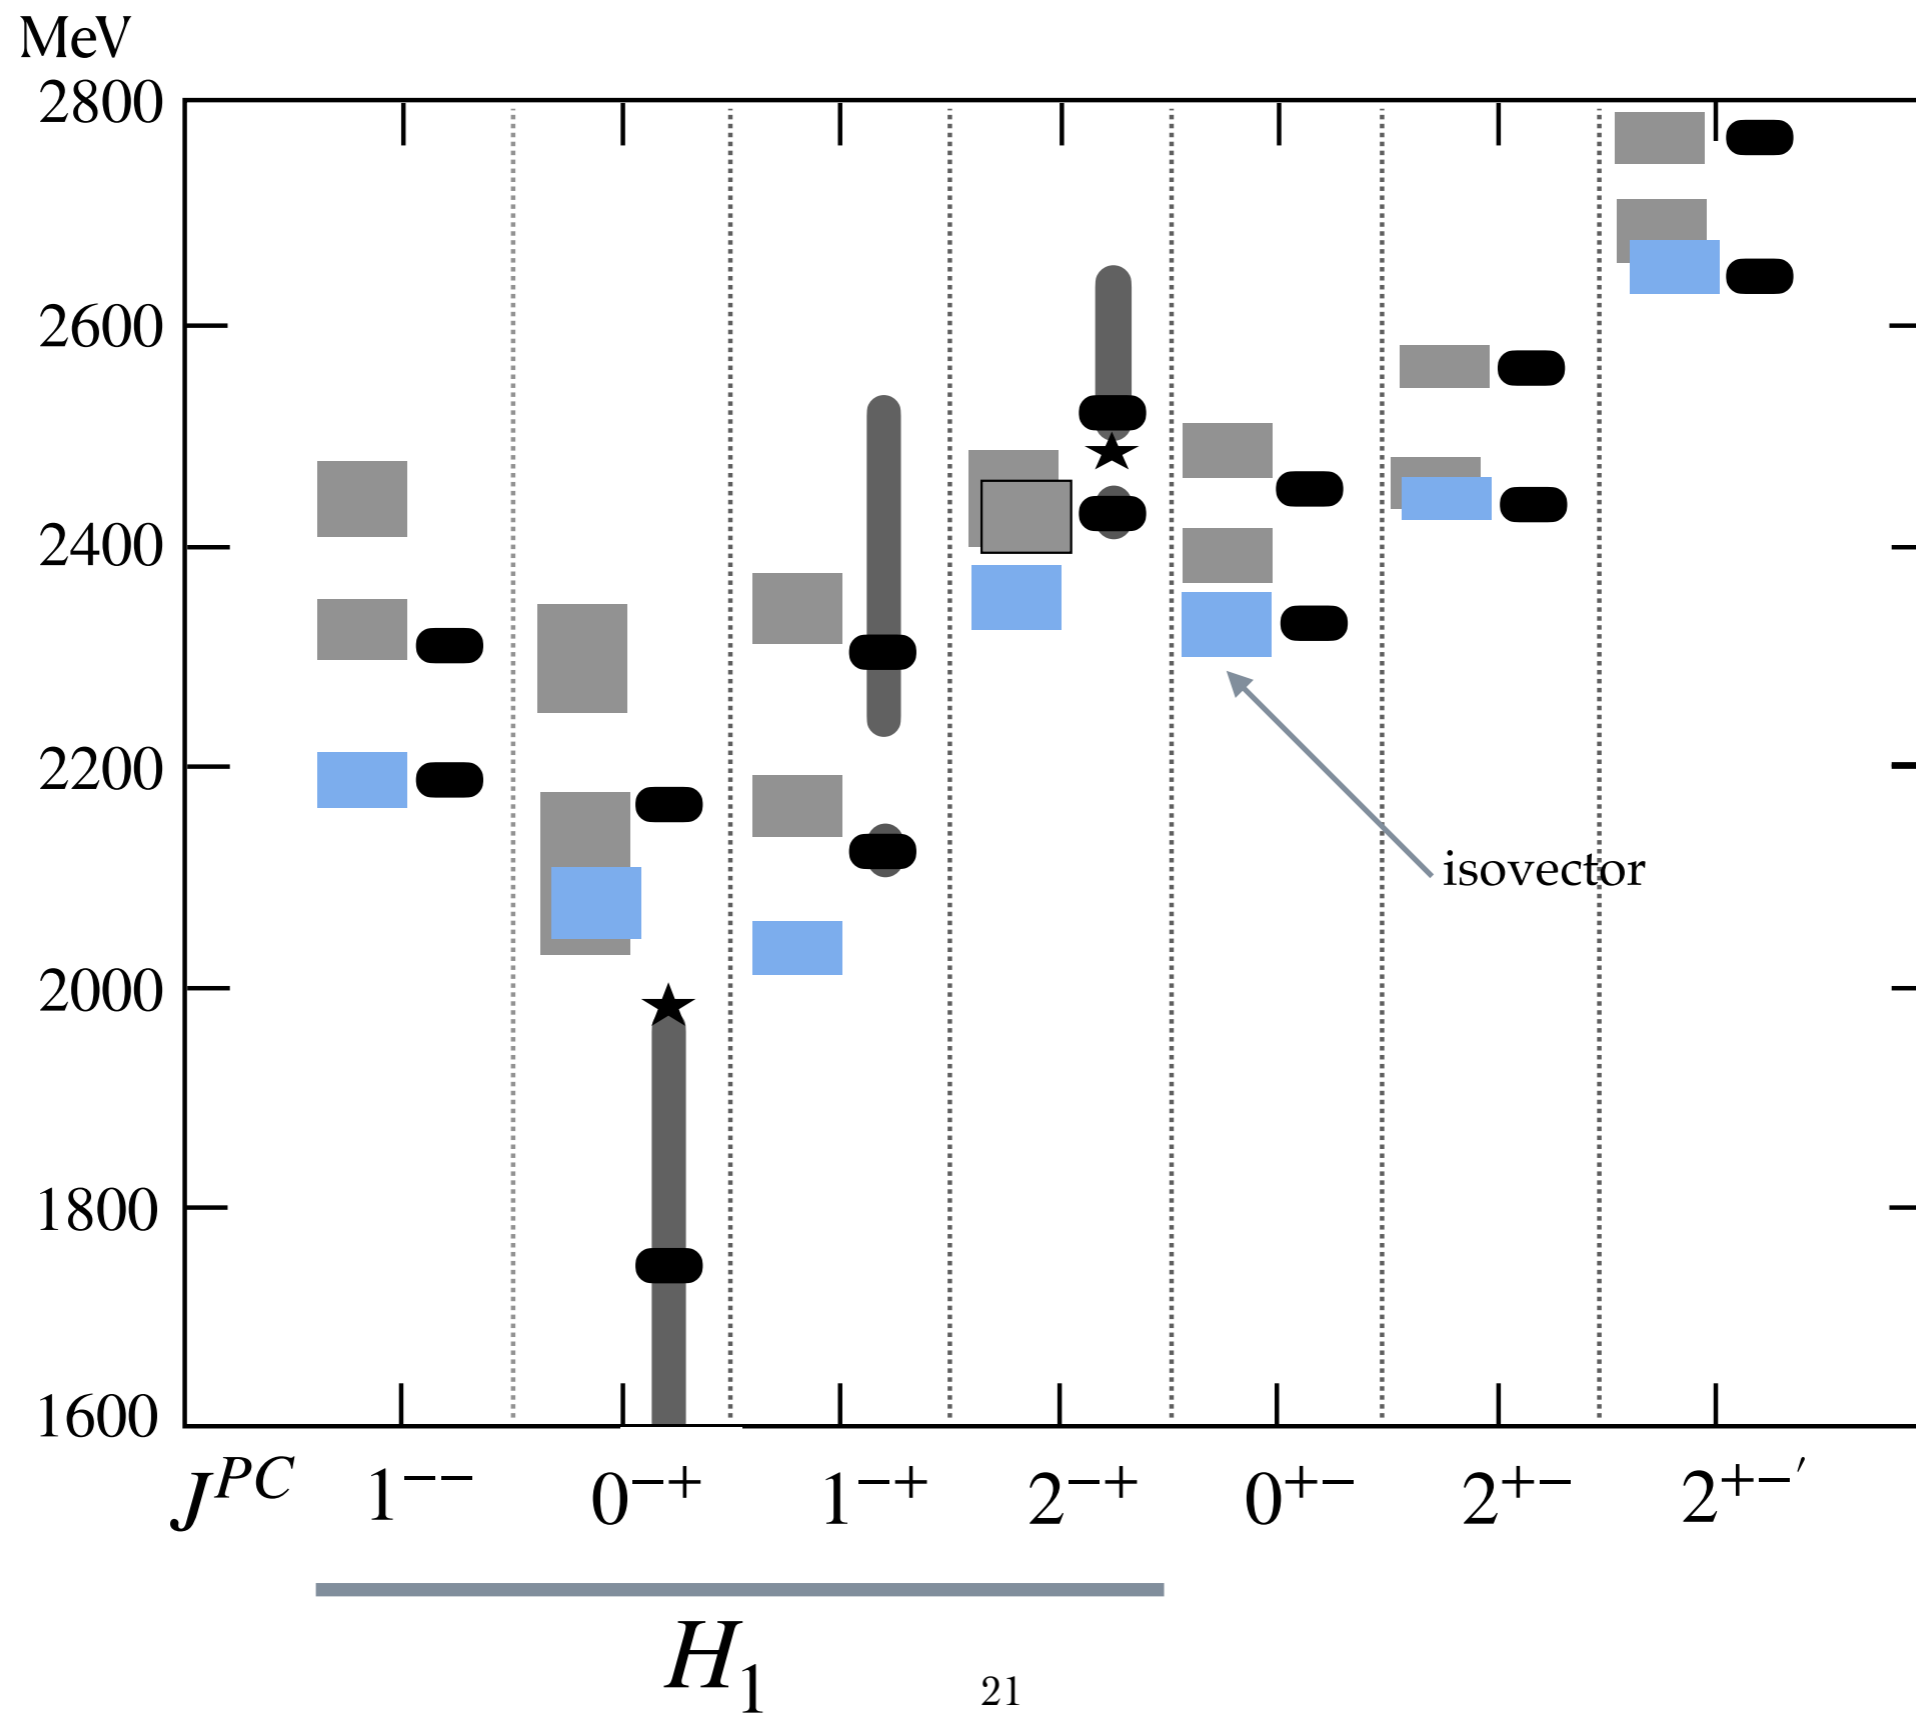 MeV
2800
2600
2400
2200
2000
1800
1600
isovector
J^{PC} 1^{--} 0^{-+} 1^{-+} 2^{-+} 0^{+-} 2^{+-} 2^{+-′}
H_1
21